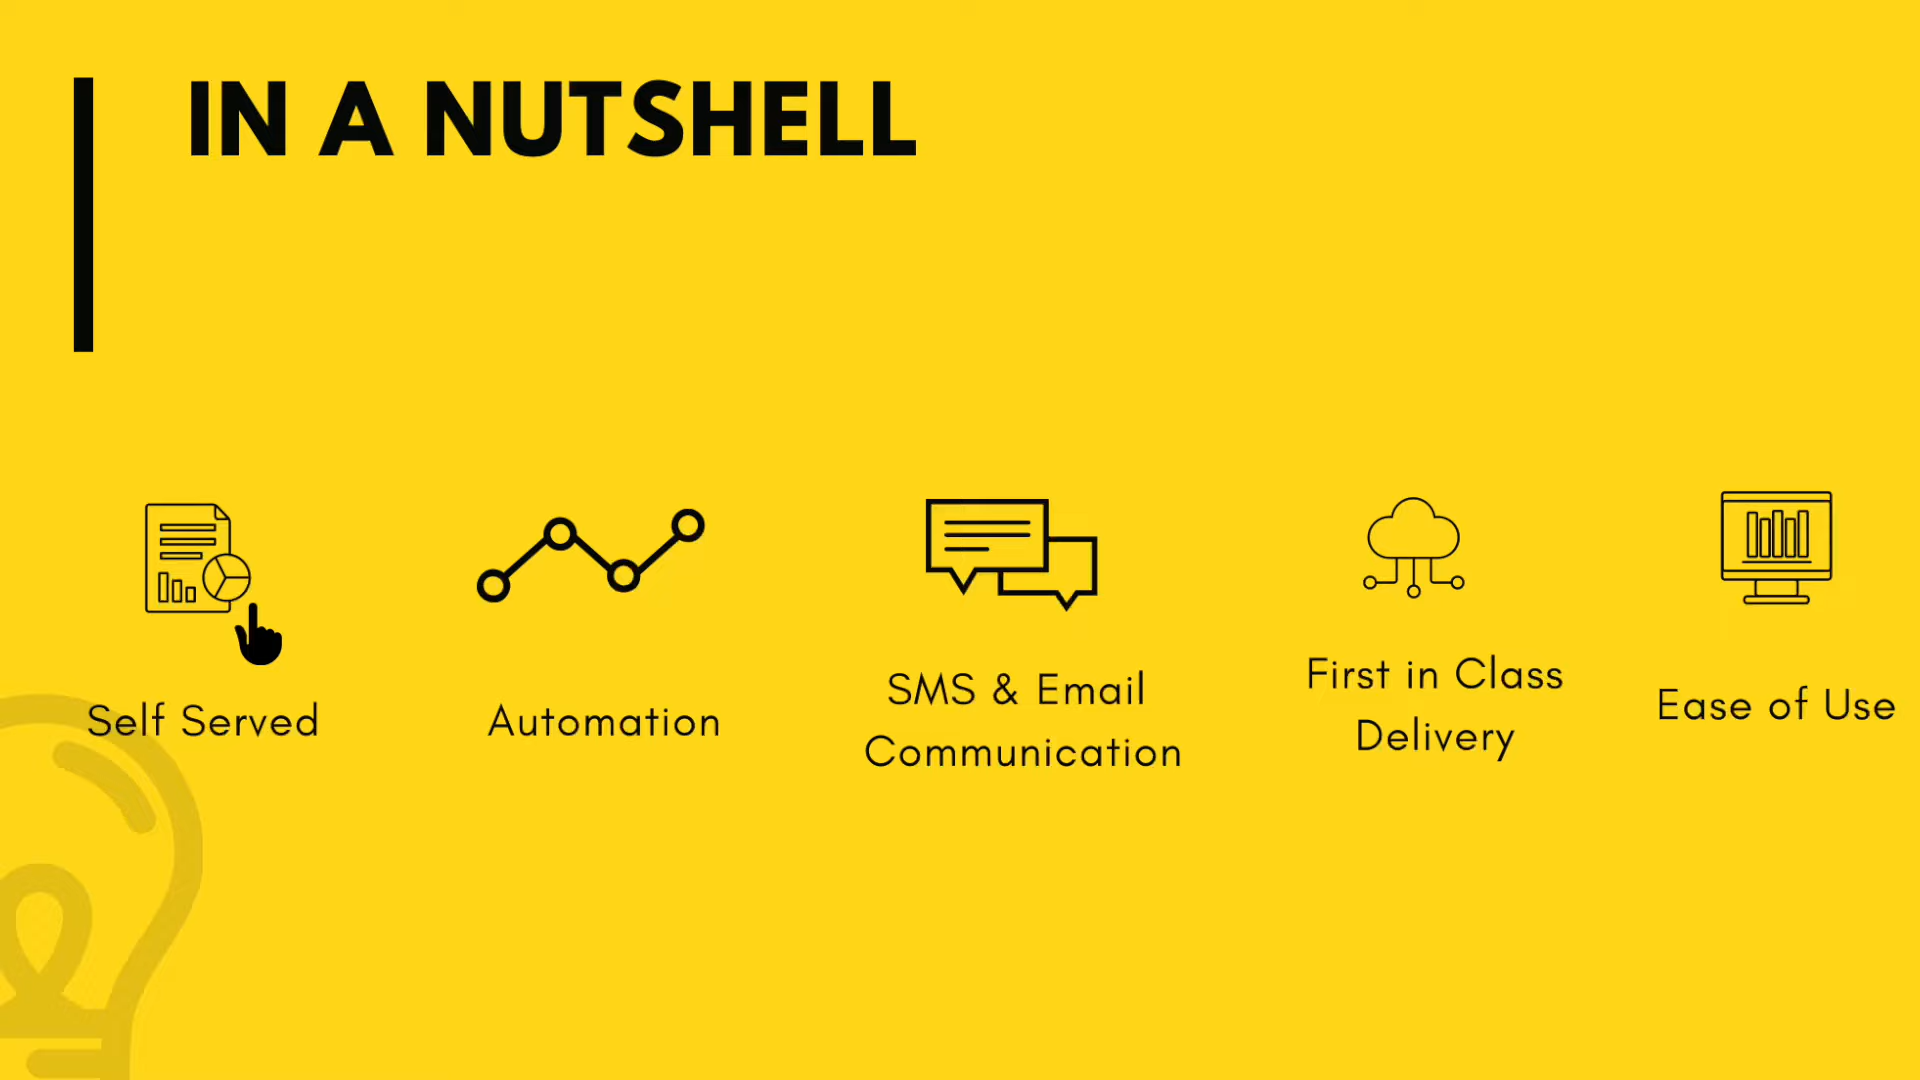 IN A NUTSHELL
Self Served
Automation
SMS & Email
Communication
First in Class
Delivery
Ease of Use